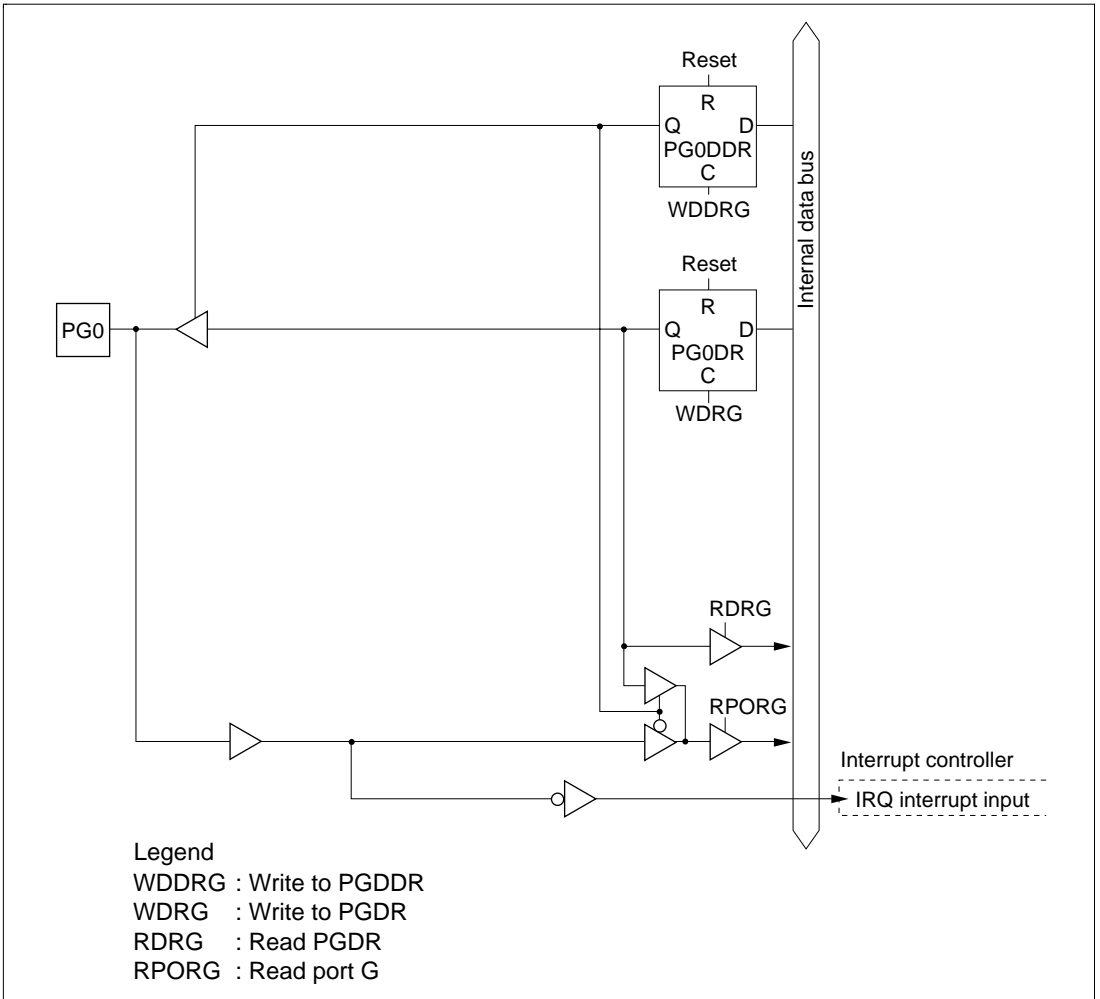 Reset
R
Q D
PG0DDR
C
WDDRG
Internal data bus
Reset
R
PG0
Q D
PG0DR
C
WDRG
RDRG
RPORG
Interrupt controller
IRQ interrupt input
Legend
WDDRG : Write to PGDDR
WDRG : Write to PGDR
RDRG : Read PGDR
RPORG : Read port G